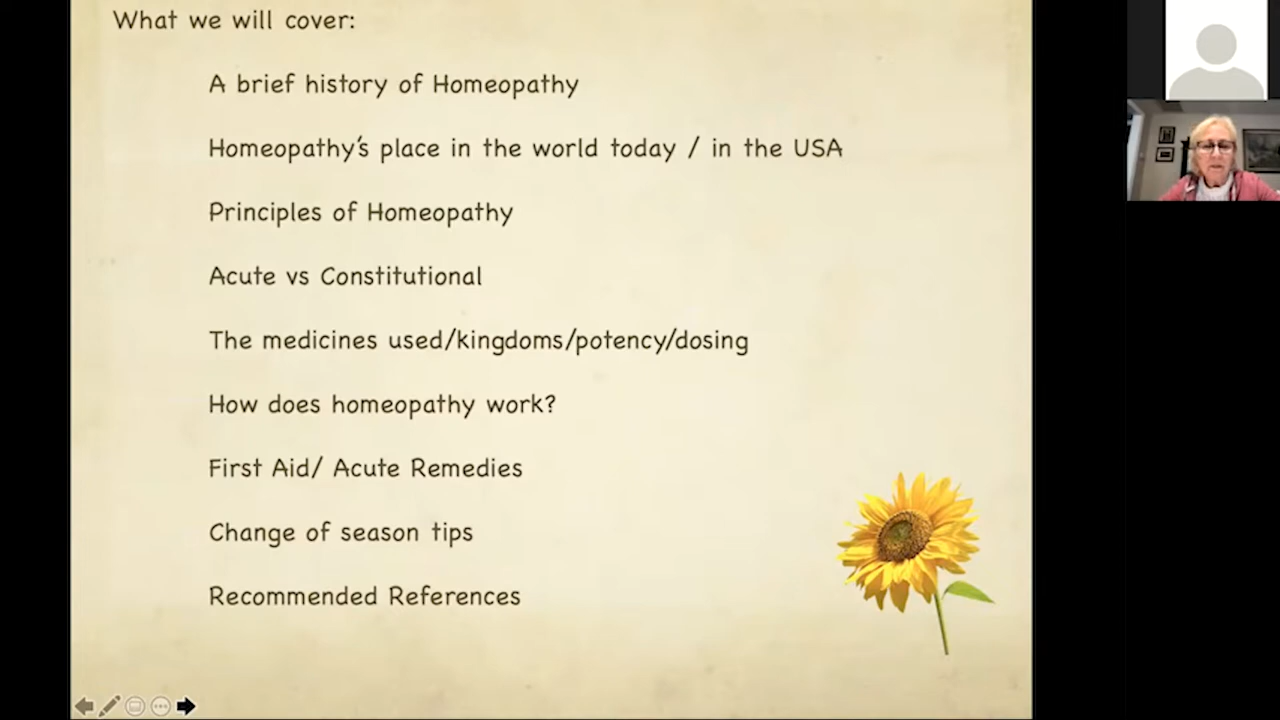 What we will cover:
A brief history of Homeopathy
Homeopathy's place in the world today / in the USA
Principles of Homeopathy
Acute vs Constitutional
The medicines used/kingdoms/potency/dosing
How does homeopathy work?
First Aid/ Acute Remedies
Change of season tips
Recommended References